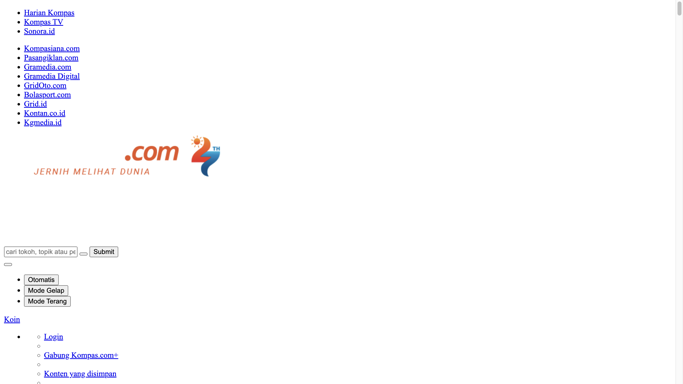 Harian Kompas
Kompas TV
Sonora.id
Kompasiana.com
Pasangiklan.com
Gramedia.com
Gramedia Digital
GridOto.com
Bolasport.com
Grid.id
Kontan.co.id
Kgmedia.id
.com 27 TH
JERNIH MELIHAT DUNIA
cari tokoh, topik atau pe
Submit
Otomatis
Mode Gelap
Mode Terang
Koin
Login
Gabung Kompas.com+
Konten yang disimpan